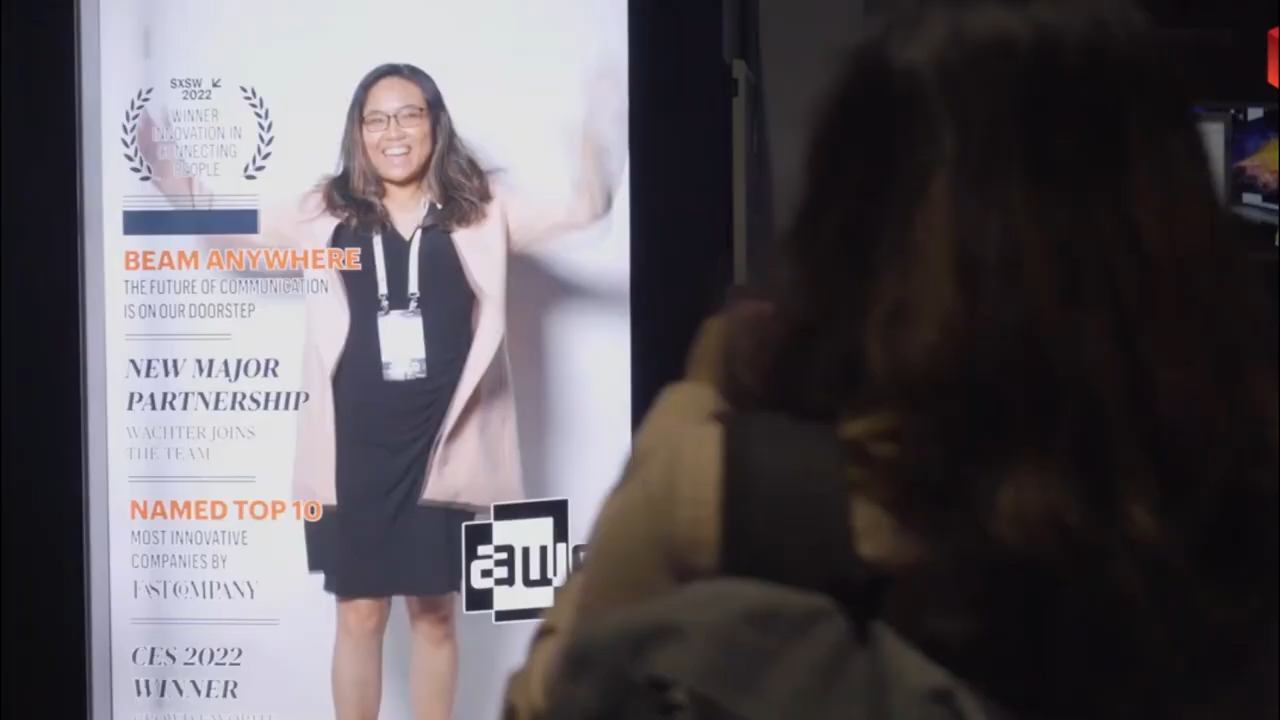 SXSW
2022
WINNER
INNOVATION IN
CONNECTING
PEOPLE
BEAM ANYWHERE
THE FUTURE OF COMMUNICATION
IS ON OUR DOORSTEP
NEW MAJOR
PARTNERSHIP
WACHTER JOINS
THE TEAM
NAMED TOP 10
MOST INNOVATIVE
COMPANIES BY
FAST COMPANY
CES 2022
WINNER